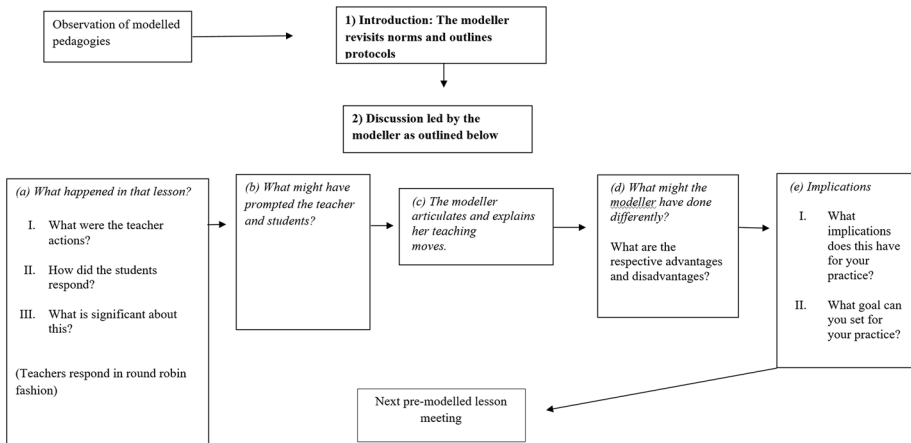 Observation of modelled
pedagogies
1) Introduction: The modeller
revisits norms and outlines
protocols
2) Discussion led by the
modeller as outlined below
(a) What happened in that lesson?
I. What were the teacher
actions?
II. How did the students
respond?
III. What is significant about
this?
(Teachers respond in round robin
fashion)
(b) What might have
prompted the teacher
and students?
(c) The modeller
articulates and explains
her teaching
moves.
(d) What might the
modeller have done
differently?
What are the
respective advantages
and disadvantages?
(e) Implications
I. What
implications
does this have
for your
practice?
II. What goal can
you set for
your practice?
Next pre-modelled lesson
meeting